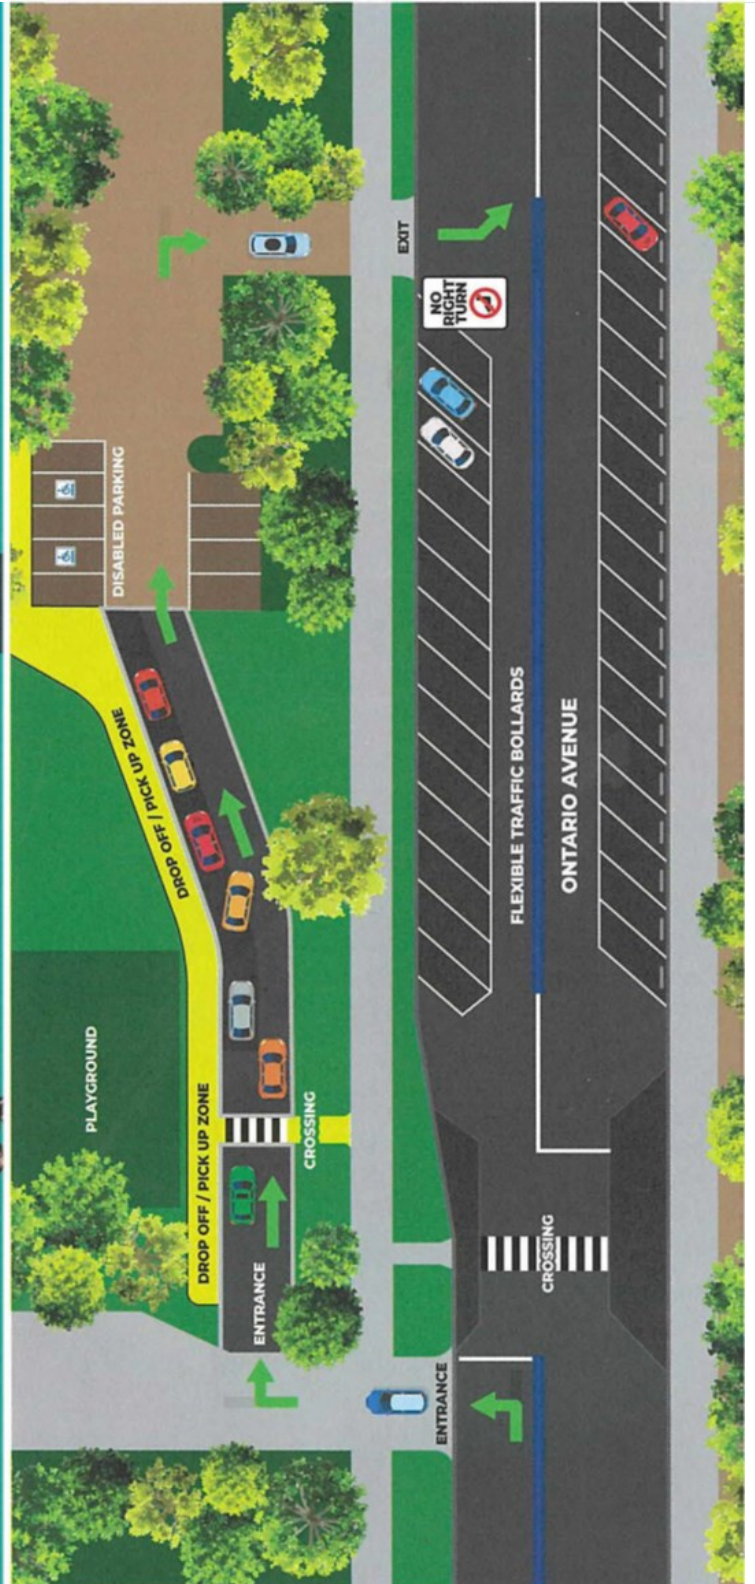 EXIT
NO
RIGHT
TURN
DISABLED PARKING
DROP OFF / PICK UP ZONE
FLEXIBLE TRAFFIC BOLLARDS
ONTARIO AVENUE
PLAYGROUND
DROP OFF / PICK UP ZONE
CROSSING
CROSSING
ENTRANCE
ENTRANCE